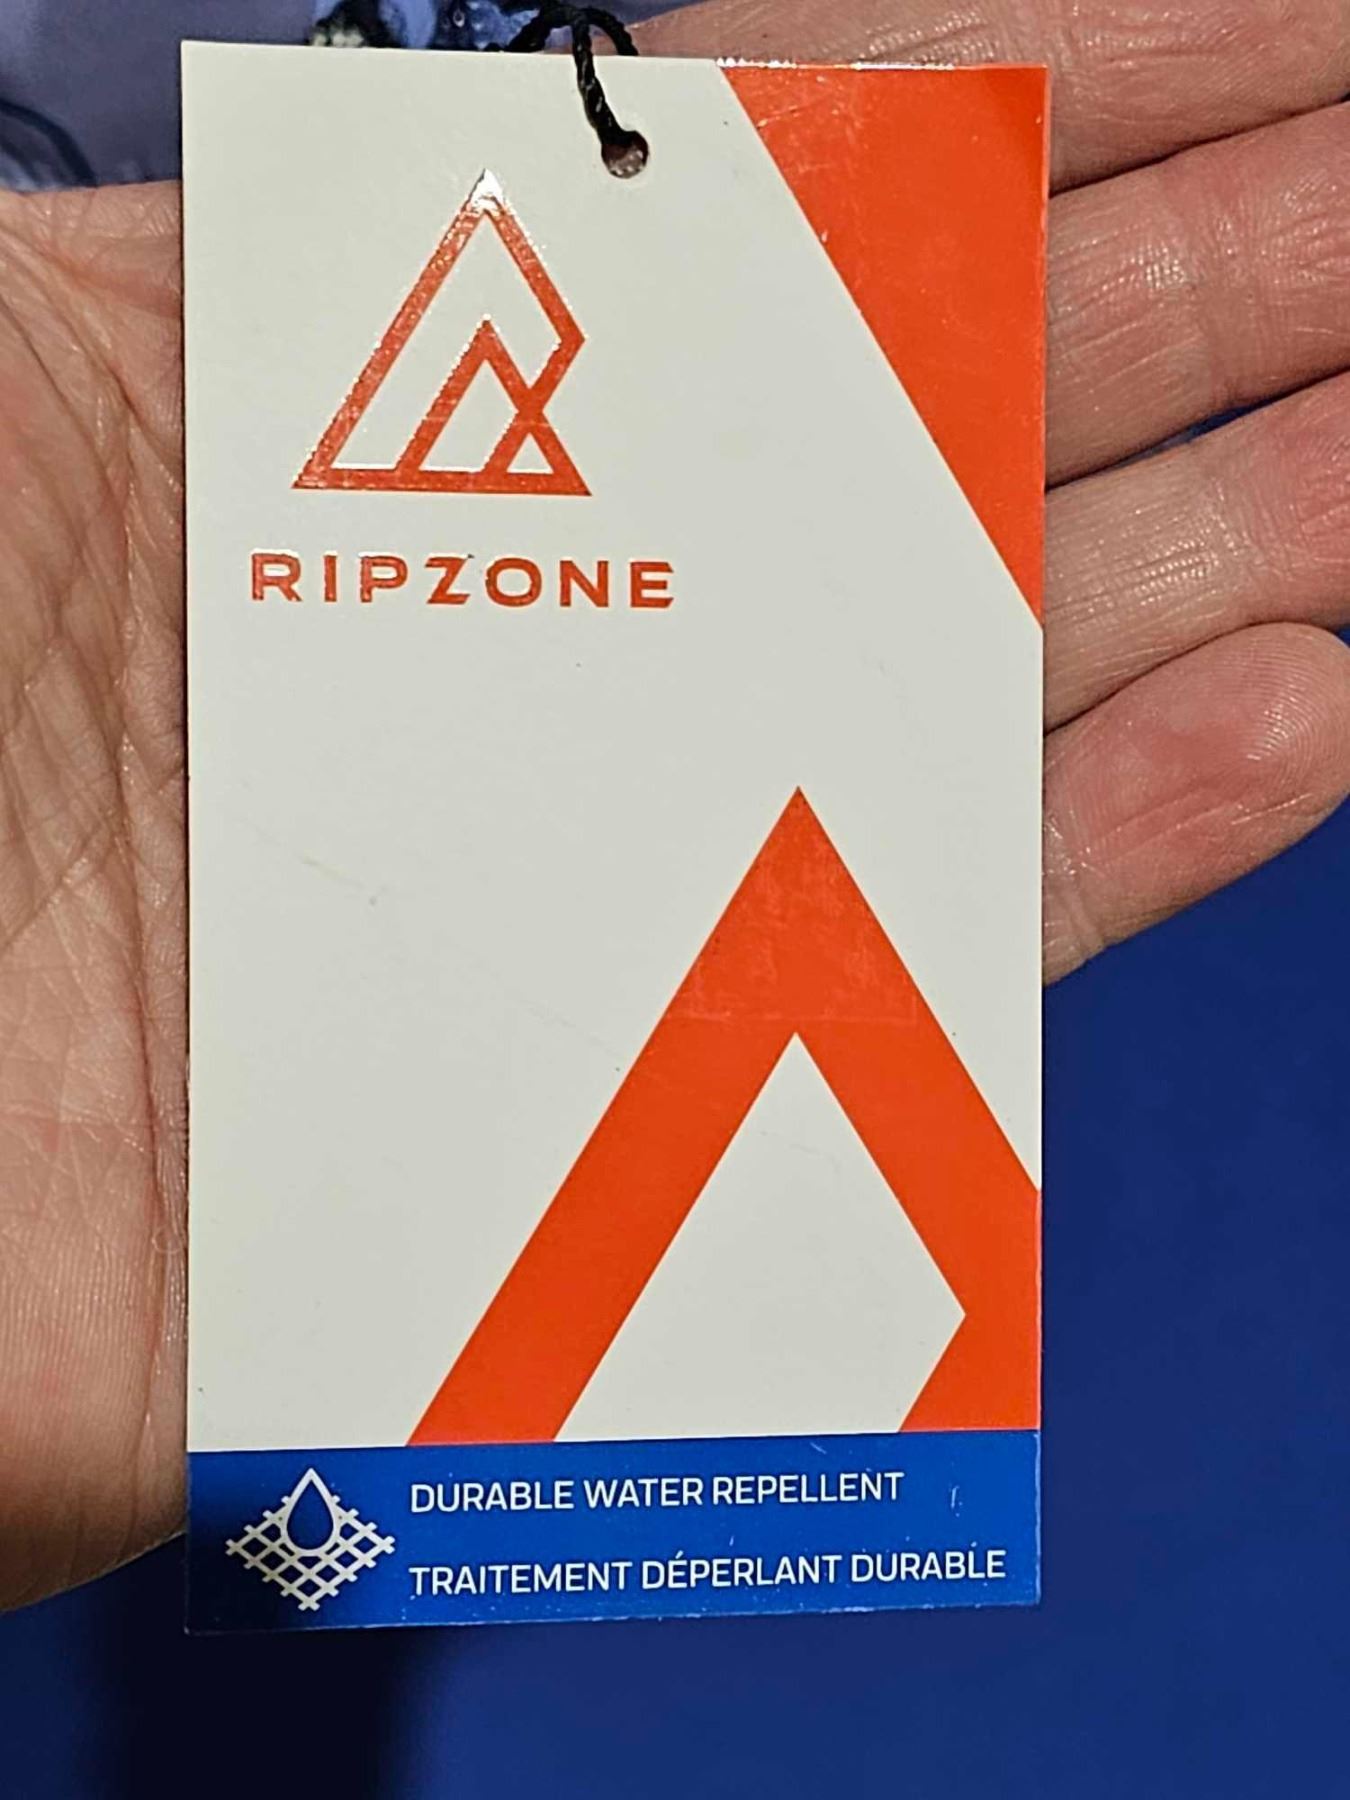 RIPZONE
DURABLE WATER REPELLENT
TRAITEMENT DÉPERLANT DURABLE